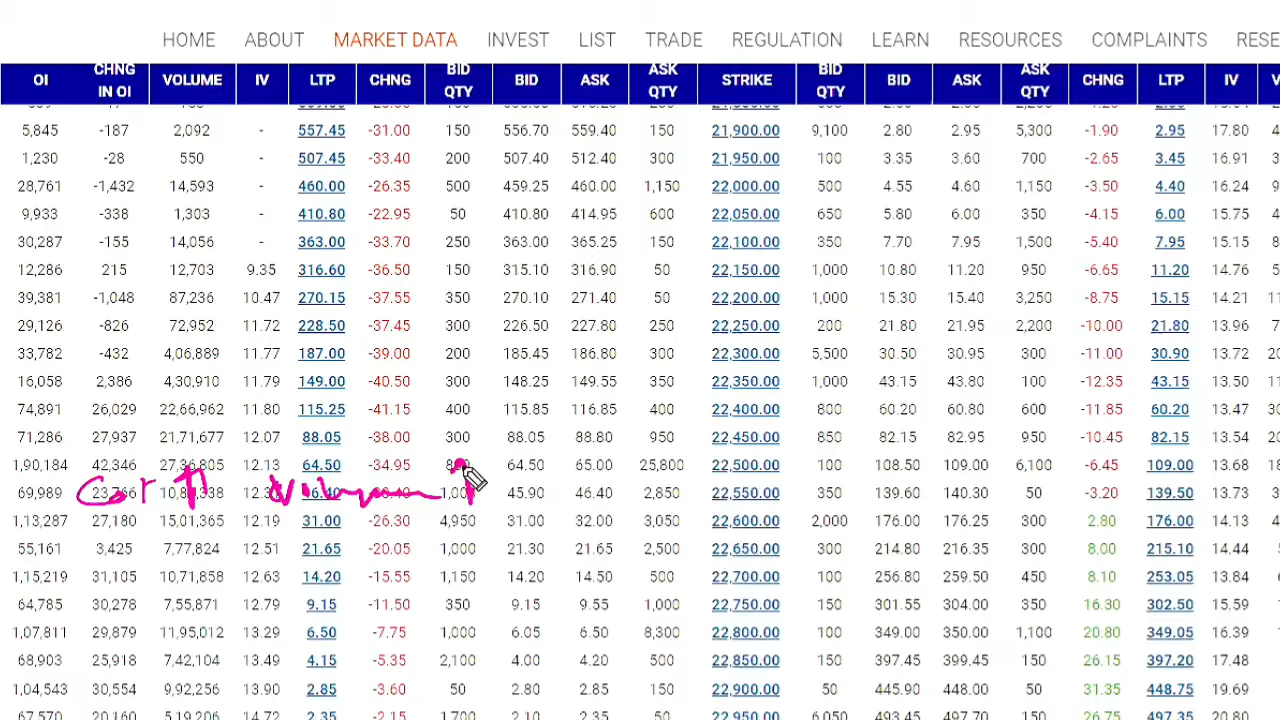 HOME ABOUT MARKET DATA INVEST LIST TRADE REGULATION LEARN RESOURCES COMPLAINTS
OI CHNG IN OI VOLUME IV LTP CHNG BID QTY BID ASK ASK QTY STRIKE BID QTY BID ASK ASK QTY CHNG LTP IV
5,845 -187 2,092 - 557.45 -31.00 150 556.70 559.40 150 21,900.00 9,100 2.80 2.95 5,300 -1.90 2.95 17.80
1,230 -28 550 - 507.45 -33.40 200 507.40 512.40 300 21,950.00 100 3.35 3.60 700 -2.65 3.45 16.91
28,761 -1,432 14,593 - 460.00 -26.35 500 459.25 460.00 1,150 22,000.00 500 4.55 4.60 1,150 -3.50 4.40 16.24
9,933 -338 1,303 - 410.80 -22.95 50 410.80 414.95 600 22,050.00 650 5.80 6.00 350 -4.15 6.00 15.75
30,287 -155 14,056 - 363.00 -33.70 250 363.00 365.25 150 22,100.00 350 7.70 7.95 1,500 -5.40 7.95 15.15
12,286 215 12,703 9.35 316.60 -36.50 150 315.10 316.90 50 22,150.00 1,000 10.80 11.20 950 -6.65 11.20 14.76
39,381 -1,048 87,236 10.47 270.15 -37.55 350 270.10 271.40 50 22,200.00 1,000 15.30 15.40 3,250 -8.75 15.15 14.21
29,126 -826 72,952 11.72 228.50 -37.45 300 226.50 227.80 250 22,250.00 200 21.80 21.95 2,200 -10.00 21.80 13.96
33,782 -432 4,06,889 11.77 187.00 -39.00 200 185.45 186.80 300 22,300.00 5,500 30.50 30.95 300 -11.00 30.90 13.72
16,058 2,386 4,30,910 11.79 149.00 -40.50 300 148.25 149.55 350 22,350.00 1,000 43.15 43.80 100 -12.35 43.15 13.50
74,891 26,029 22,66,962 11.80 115.25 -41.15 400 115.85 116.85 400 22,400.00 800 60.20 60.80 600 -11.85 60.20 13.47
71,286 27,937 21,71,677 12.07 88.05 -38.00 300 88.05 88.80 950 22,450.00 850 82.15 82.95 950 -10.45 82.15 13.54
1,90,184 42,346 12.13 64.50 -34.95 64.50 65.00 25,800 22,500.00 100 108.50 109.00 6,100 -6.45 109.00 13.68
69,989 45.90 46.40 2,850 22,550.00 350 139.60 140.30 50 -3.20 139.50 13.73
1,13,287 27,180 15,01,365 12.19 31.00 -26.30 4,950 31.00 32.00 3,050 22,600.00 2,000 176.00 176.25 300 2.80 176.00 14.13
55,161 3,425 7,77,824 12.51 21.65 -20.05 1,000 21.30 21.65 2,500 22,650.00 300 214.80 216.35 300 8.00 215.10 14.44
1,15,219 31,105 10,71,858 12.63 14.20 -15.55 1,150 14.20 14.50 500 22,700.00 100 256.80 259.50 450 8.10 253.05 13.84
64,785 30,278 7,55,871 12.79 9.15 -11.50 350 9.15 9.55 1,000 22,750.00 150 301.55 304.00 350 16.30 302.50 15.59
1,07,811 29,879 11,95,012 13.29 6.50 -7.75 1,000 6.05 6.50 8,300 22,800.00 100 349.00 350.00 1,100 20.80 349.05 16.39
68,903 25,918 7,42,104 13.49 4.15 -5.35 2,100 4.00 4.20 500 22,850.00 150 397.45 399.45 150 26.15 397.20 17.48
1,04,543 30,554 9,92,256 13.90 2.85 -3.60 50 2.80 2.85 150 22,900.00 50 445.90 448.00 50 31.35 448.75 19.69
67,570 20,160 5,19,206 14.72 2.35 -2.15 1,700 2.10 2.35 50 22,950.00 6,050 493.45 497.70 150 26.75 497.35 20.80